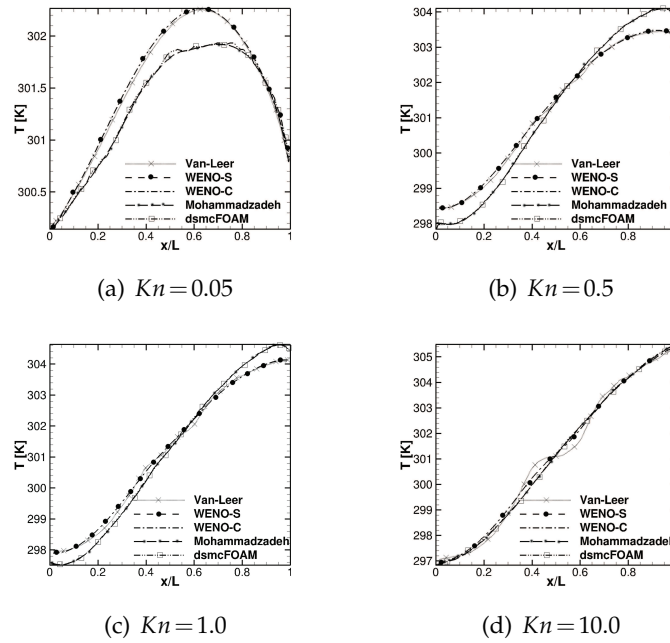 302
301.5
301
300.5
T [K]
Van-Leer
WENO-S
WENO-C
Mohammadzadeh
dsmcFOAM
0
0.2
0.4
0.6
0.8
1
x/L
(a) Kn=0.05
304
303
302
301
300
299
298
T [K]
Van-Leer
WENO-S
WENO-C
Mohammadzadeh
dsmcFOAM
0
0.2
0.4
0.6
0.8
x/L
(b) Kn=0.5
304
303
302
301
300
299
298
T [K]
Van-Leer
WENO-S
WENO-C
Mohammadzadeh
dsmcFOAM
0
0.2
0.4
0.6
0.8
1
x/L
(c) Kn=1.0
305
304
303
302
301
300
299
298
297
T [K]
Van-Leer
WENO-S
WENO-C
Mohammadzadeh
dsmcFOAM
0
0.2
0.4
0.6
0.8
x/L
(d) Kn=10.0